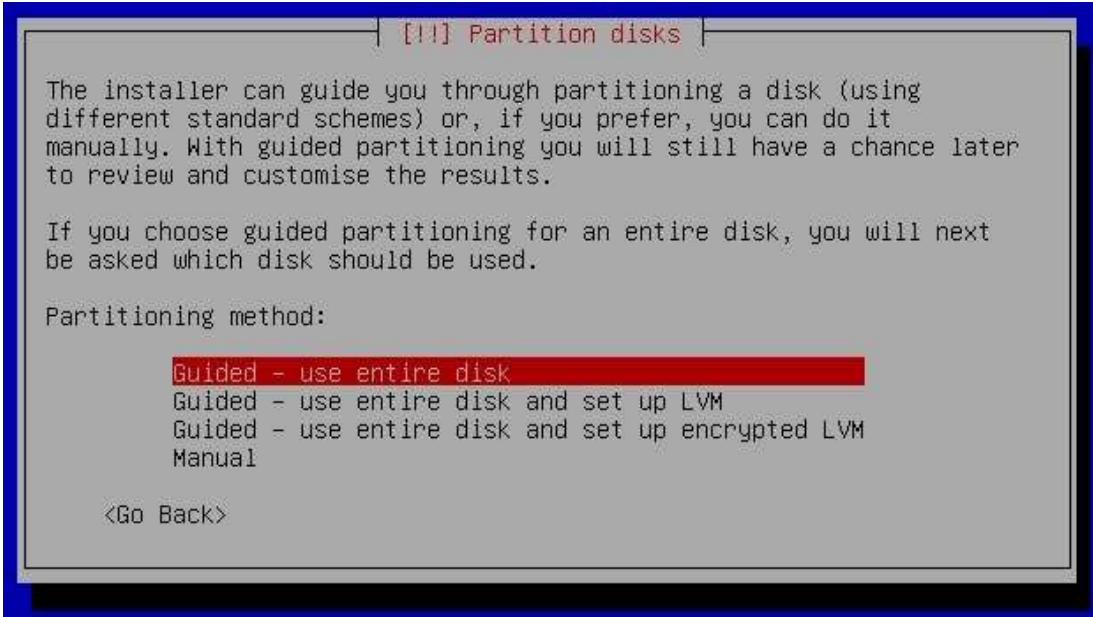 [!!] Partition disks
The installer can guide you through partitioning a disk (using
different standard schemes) or, if you prefer, you can do it
manually. With guided partitioning you will still have a chance later
to review and customise the results.
If you choose guided partitioning for an entire disk, you will next
be asked which disk should be used.
Partitioning method:
Guided – use entire disk
Guided – use entire disk and set up LVM
Guided – use entire disk and set up encrypted LVM
Manual
<Go Back>